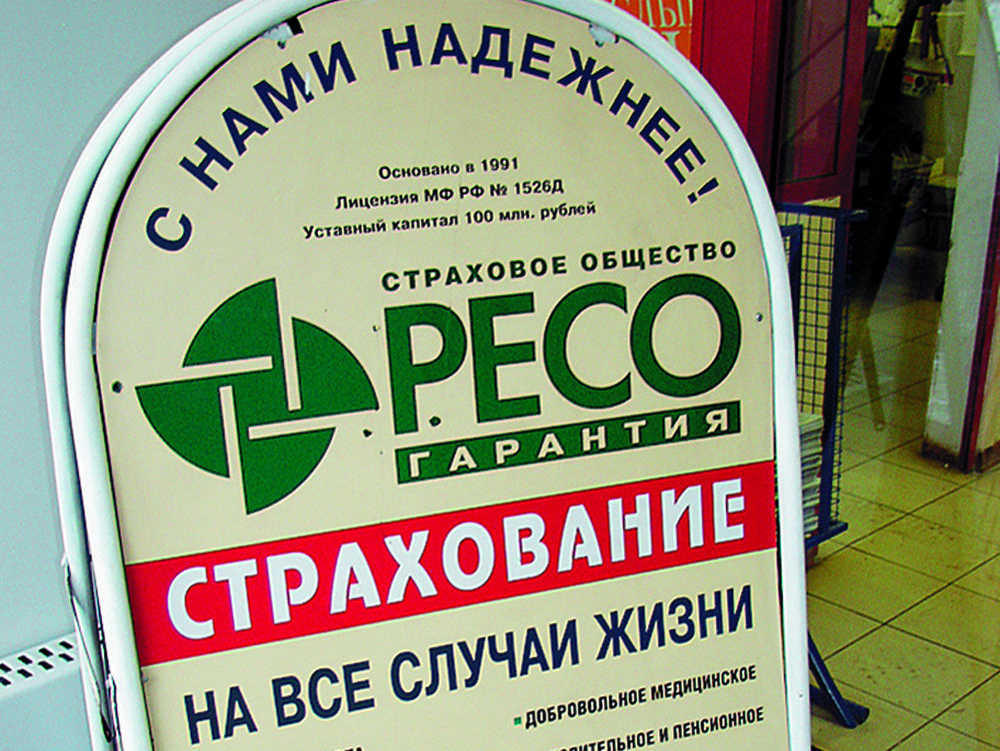 С НАМИ НАДЕЖНЕЕ!
Основано в 1991
Лицензия МФ РФ № 1526Д
Уставный капитал 100 млн. рублей
СТРАХОВОЕ ОБЩЕСТВО
РЕСО
ГАРАНТИЯ
СТРАХОВАНИЕ
НА ВСЕ СЛУЧАИ ЖИЗНИ
ДОБРОВОЛЬНОЕ МЕДИЦИНСКОЕ
И ПЕНСИОННОЕ